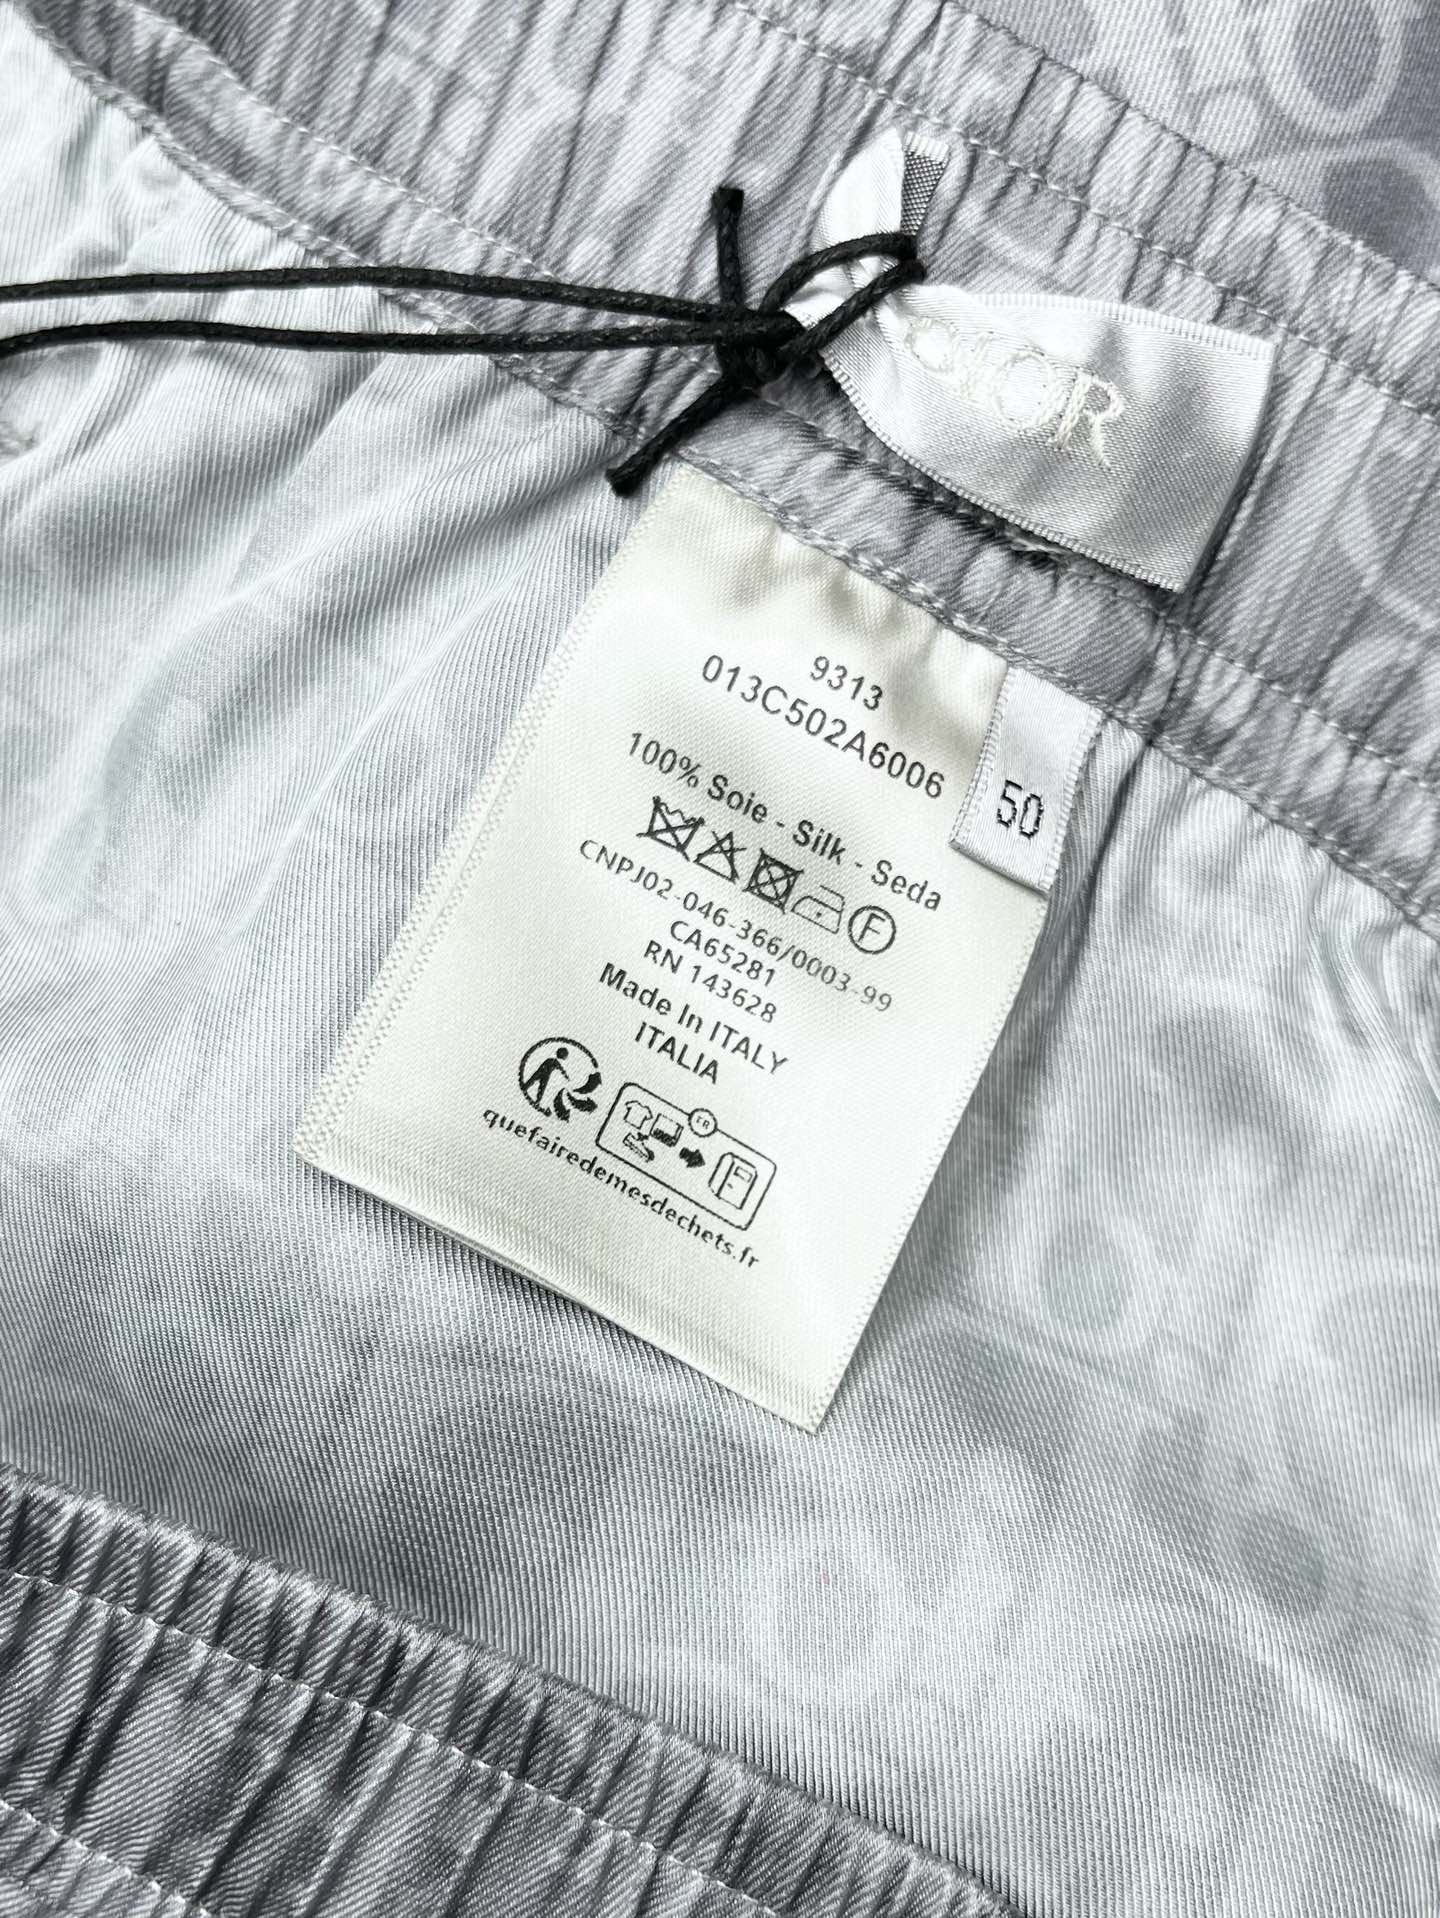 DIOR
9313
013C502A6006
50
100% Soie - Silk - Seda
F
CNPJ02-046-366/0003-99
CA65281
RN 143628
Made In ITALY
ITALIA
FR
quefairedemesdechets.fr